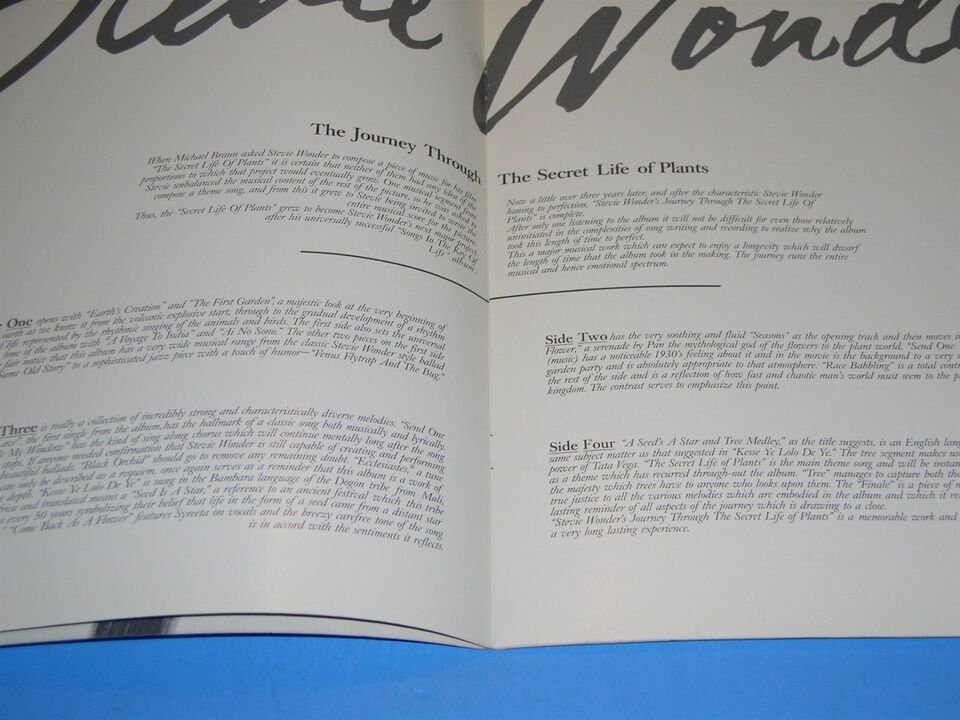 Stevie Wonde
The Journey Through
When Michael Braun asked Stevie Wonder to compose a piece of music for his film
"The Secret Life Of Plants" it is certain that neither of them had any idea of the
proportions to which that project would eventually grow. One musical segment from
Stevie unbalanced the musical content of the rest of the picture, so he was asked to
compose a theme song, and from this it grew to Stevie being invited to write the
entire musical score for the picture.
Thus, the "Secret Life Of Plants" grew to become Stevie Wonder's next major project
after his universally successful "Songs In The Key Of
Life" album.
One opens with "Earth's Creation" and "The First Garden", a majestic look at the very beginning of
earth as we know it from the volcanic explosive start, through to the gradual development of a rhythm
life represented by the rhythmic singing of the animals and birds. The first side also sets the universal
tone of the album with "A Voyage To India" and "Ai No Sono." The other two pieces on the first side
fact that this album has a very wide musical range from the classic Stevie Wonder style ballad
Same Old Story" to a sophisticated jazz piece with a touch of humor—"Venus Flytrap And The Bug."
Three is really a collection of incredibly strong and characteristically diverse melodies. "Send One
Love", the first single from the album, has the hallmark of a classic song both musically and lyrically.
My Window" has the kind of sing along chorus which will continue mentally long after the song
stops. If anyone needed confirmation that Stevie Wonder is still capable of creating and performing
beautiful ballads, "Black Orchid" should go to remove any remaining doubt. "Ecclesiastes," a tune
only be described as a requiem, once again serves as a reminder that this album is a work of
depth. "Kesse Ye Lolo De Ye" is sung in the Bambara language of the Dogon tribe from Mali,
Africa and translated means a "Seed Is A Star," a reference to an ancient festival which this tribe
every 50 years symbolizing their belief that life in the form of a seed came from a distant star
"Come Back As A Flower" features Syreeta on vocals and the breezy carefree tone of the song
is in accord with the sentiments it reflects.
The Secret Life of Plants
Now a little over three years later, and after the characteristic Stevie Wonder
honing to perfection, "Stevie Wonder's Journey Through The Secret Life Of
Plants" is complete.
After only one listening to the album it will not be difficult for even those relatively
uninitiated in the complexities of song writing and recording to realize why the album
took this length of time to perfect.
This a major musical work which can expect to enjoy a longevity which will dwarf
the length of time that the album took in the making. The journey runs the entire
musical and hence emotional spectrum.
Side Two has the very soothing and fluid "Seasons" as the opening track and then moves in
Flower," a serenade by Pan the mythological god of the flowers to the plant world. "Send One
(music) has a noticeable 1930's feeling about it and in the movie is the background to a very s
garden party and is absolutely appropriate to that atmosphere. "Race Babbling" is a total contr
the rest of the side and is a reflection of how fast and chaotic man's world must seem to the p
kingdom. The contrast serves to emphasize this point.
Side Four "A Seed's A Star and Tree Medley," as the title suggests, is an English lang
same subject matter as that suggested in "Kesse Ye Lolo De Ye." The tree segment makes us
power of Tata Vega. "The Secret Life of Plants" is the main theme song and will be instan
as a theme which has recurred through-out the album. "Tree" manages to capture both the
the majesty which trees have to anyone who looks upon them. The "Finale" is a piece of m
true justice to all the various melodies which are embodied in the album and which it re
lasting reminder of all aspects of the journey which is drawing to a close.
"Stevie Wonder's Journey Through The Secret Life of Plants" is a memorable work and
a very long lasting experience.